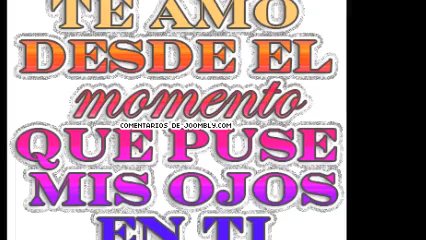 TE AMO
DESDE EL
momento
COMENTARIOS DE JOOMBLY.COM
QUE PUSE
MIS OJOS
EN TI